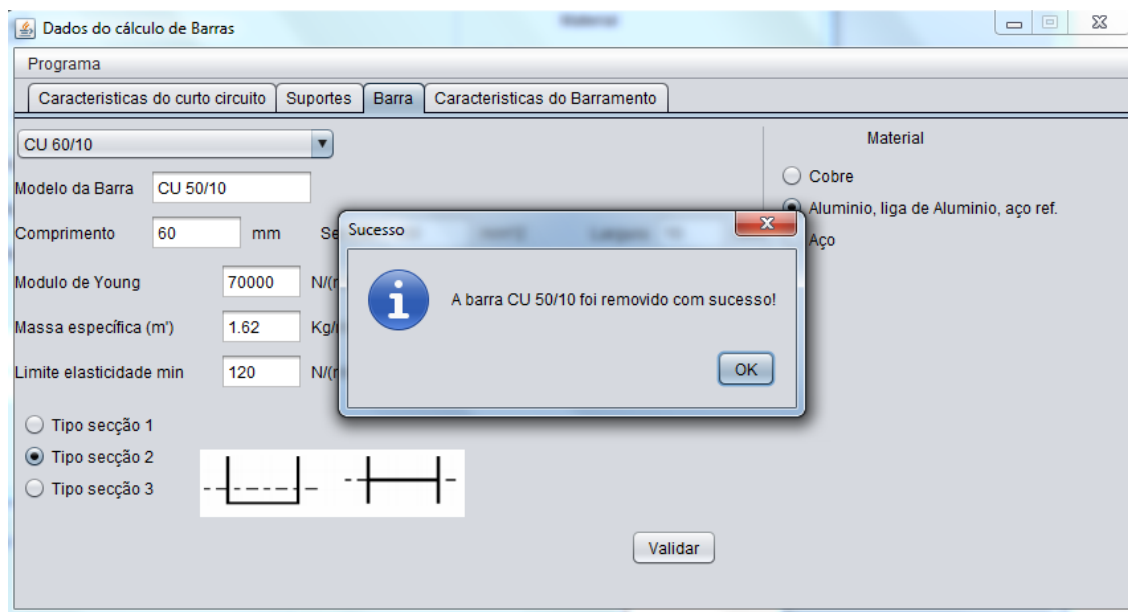 Dados do cálculo de Barras
Programa
Caracteristicas do curto circuito Suportes Barra Caracteristicas do Barramento
CU 60/10
Material
Modelo da Barra CU 50/10
Cobre
Aluminio, liga de Aluminio, aço ref.
Aço
Comprimento 60 mm
Modulo de Young 70000
Massa específica (m') 1.62
Limite elasticidade min 120
Sucesso
A barra CU 50/10 foi removido com sucesso!
OK
Tipo secção 1
Tipo secção 2
Tipo secção 3
Validar